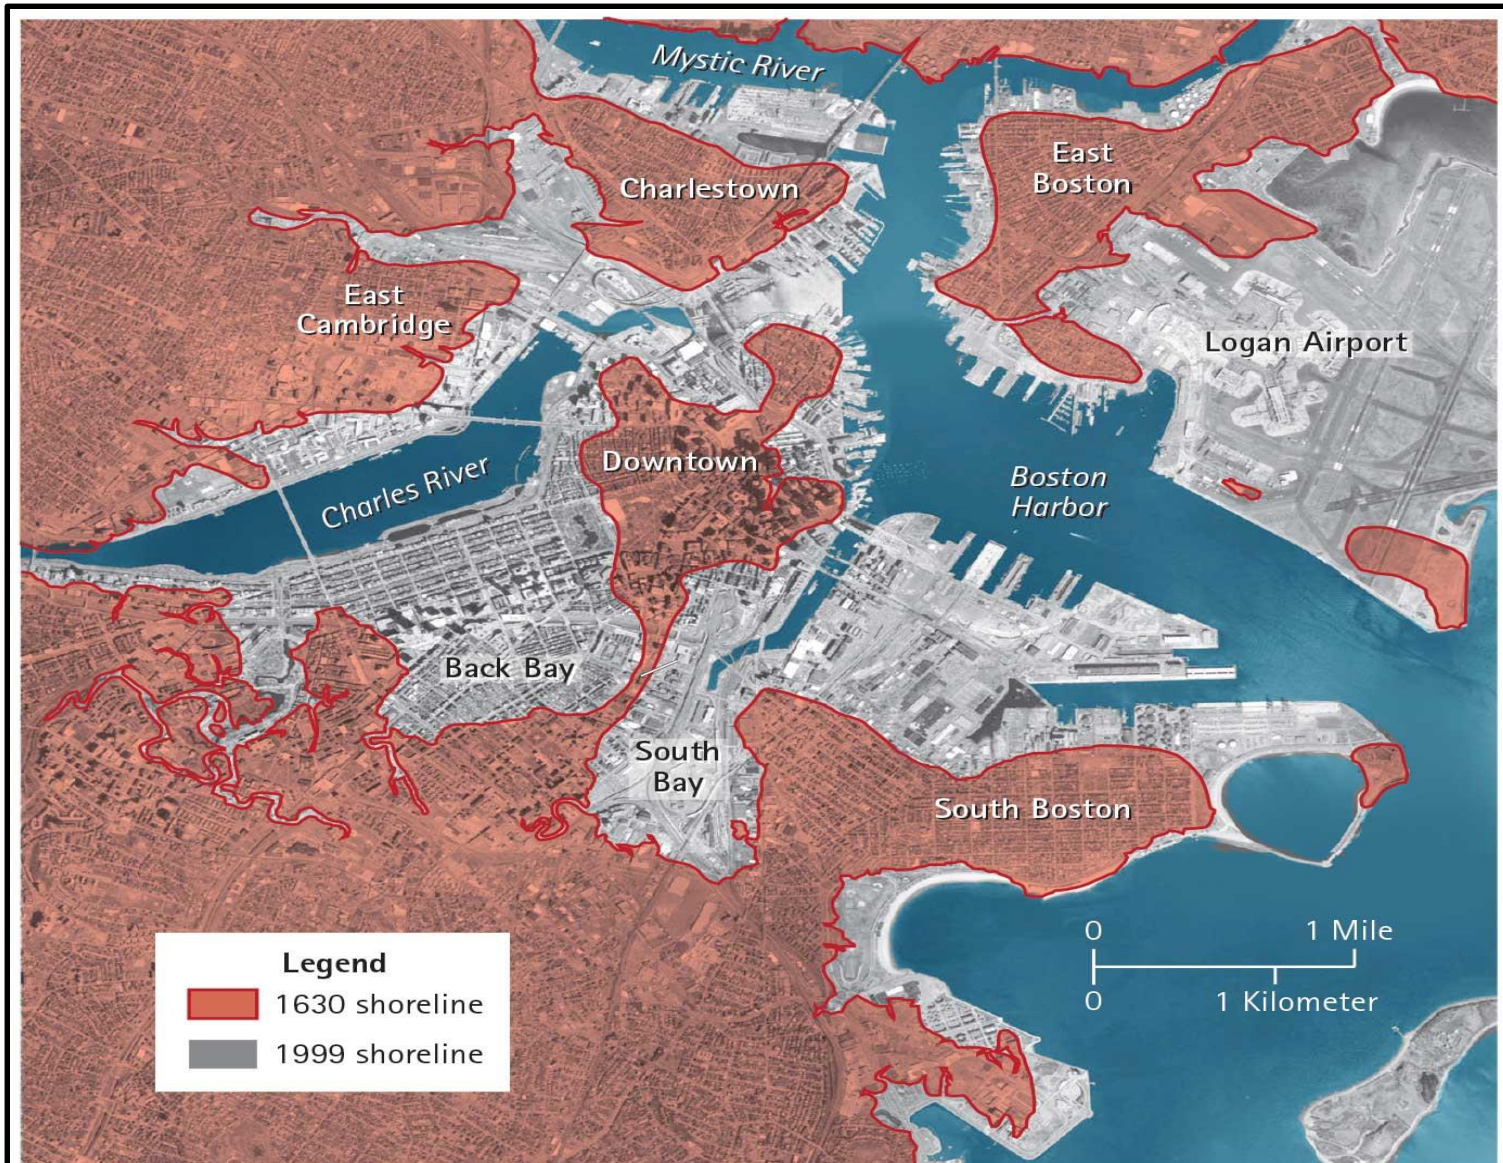 Mystic River
East
Boston
Charlestown
East
Cambridge
Logan Airport
Downtown
Charles River
Boston
Harbor
Back Bay
South
Bay
South Boston
0 1 Mile
0 1 Kilometer
Legend
1630 shoreline
1999 shoreline